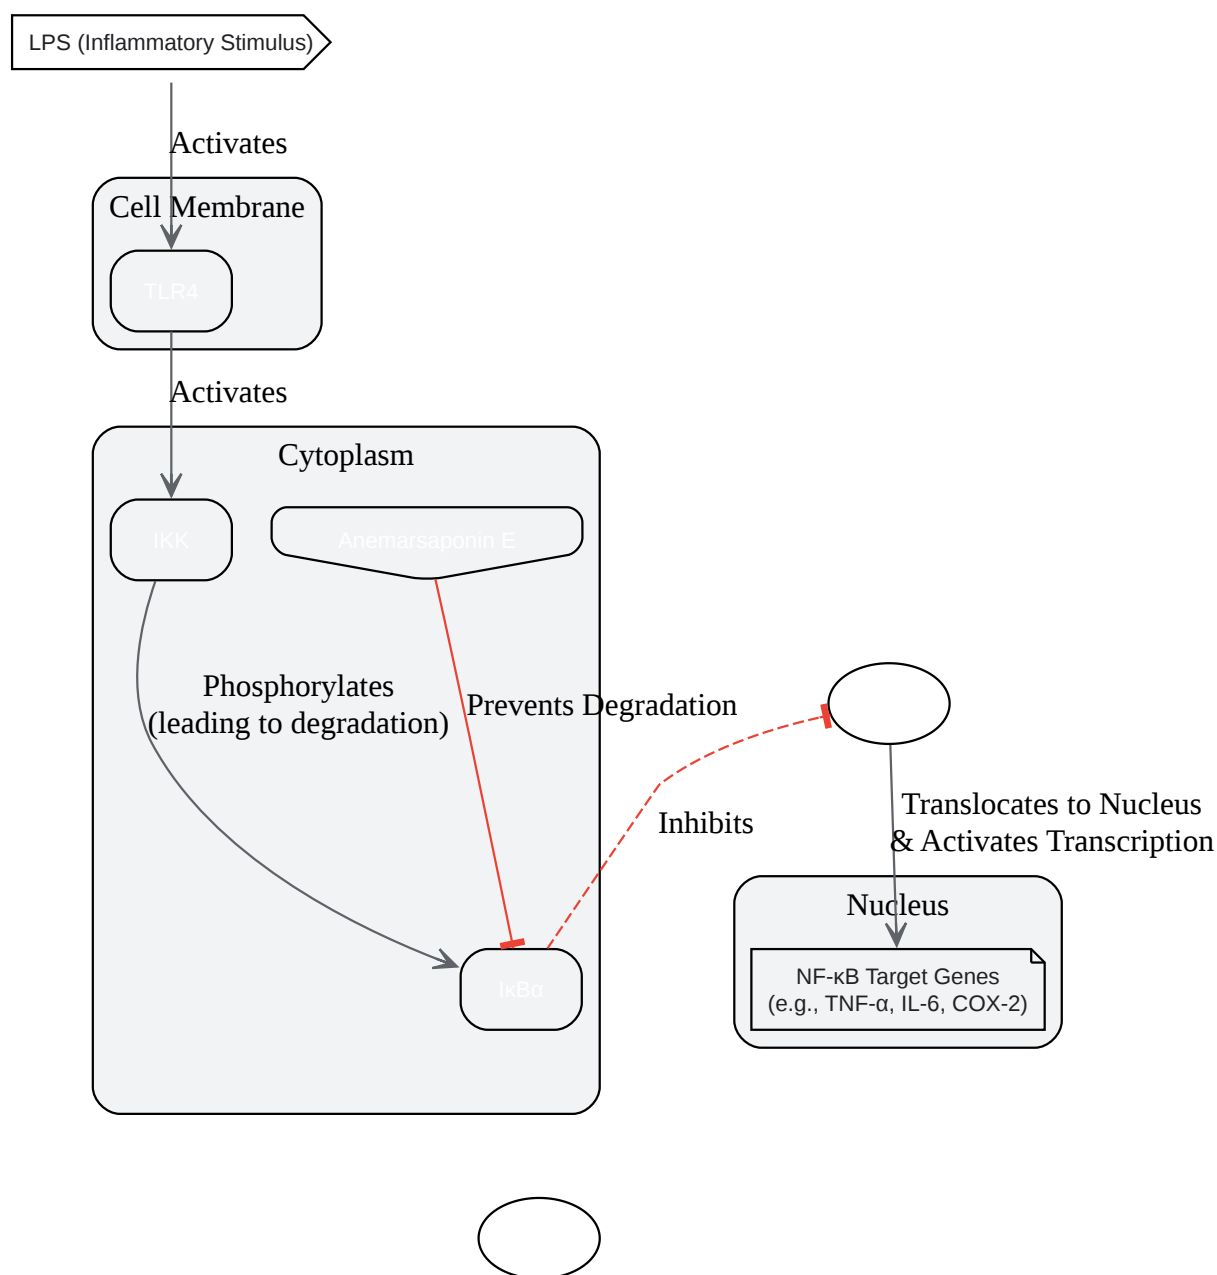 LPS (Inflammatory Stimulus)
Activates
Cell Membrane
TLR4
Activates
Cytoplasm
IKK
Anemarsaponin E
Phosphorylates
(leading to degradation)
Prevents Degradation
Inhibits
Translocates to Nucleus
& Activates Transcription
Nucleus
NF-κB Target Genes
(e.g., TNF-α, IL-6, COX-2)
IκBα